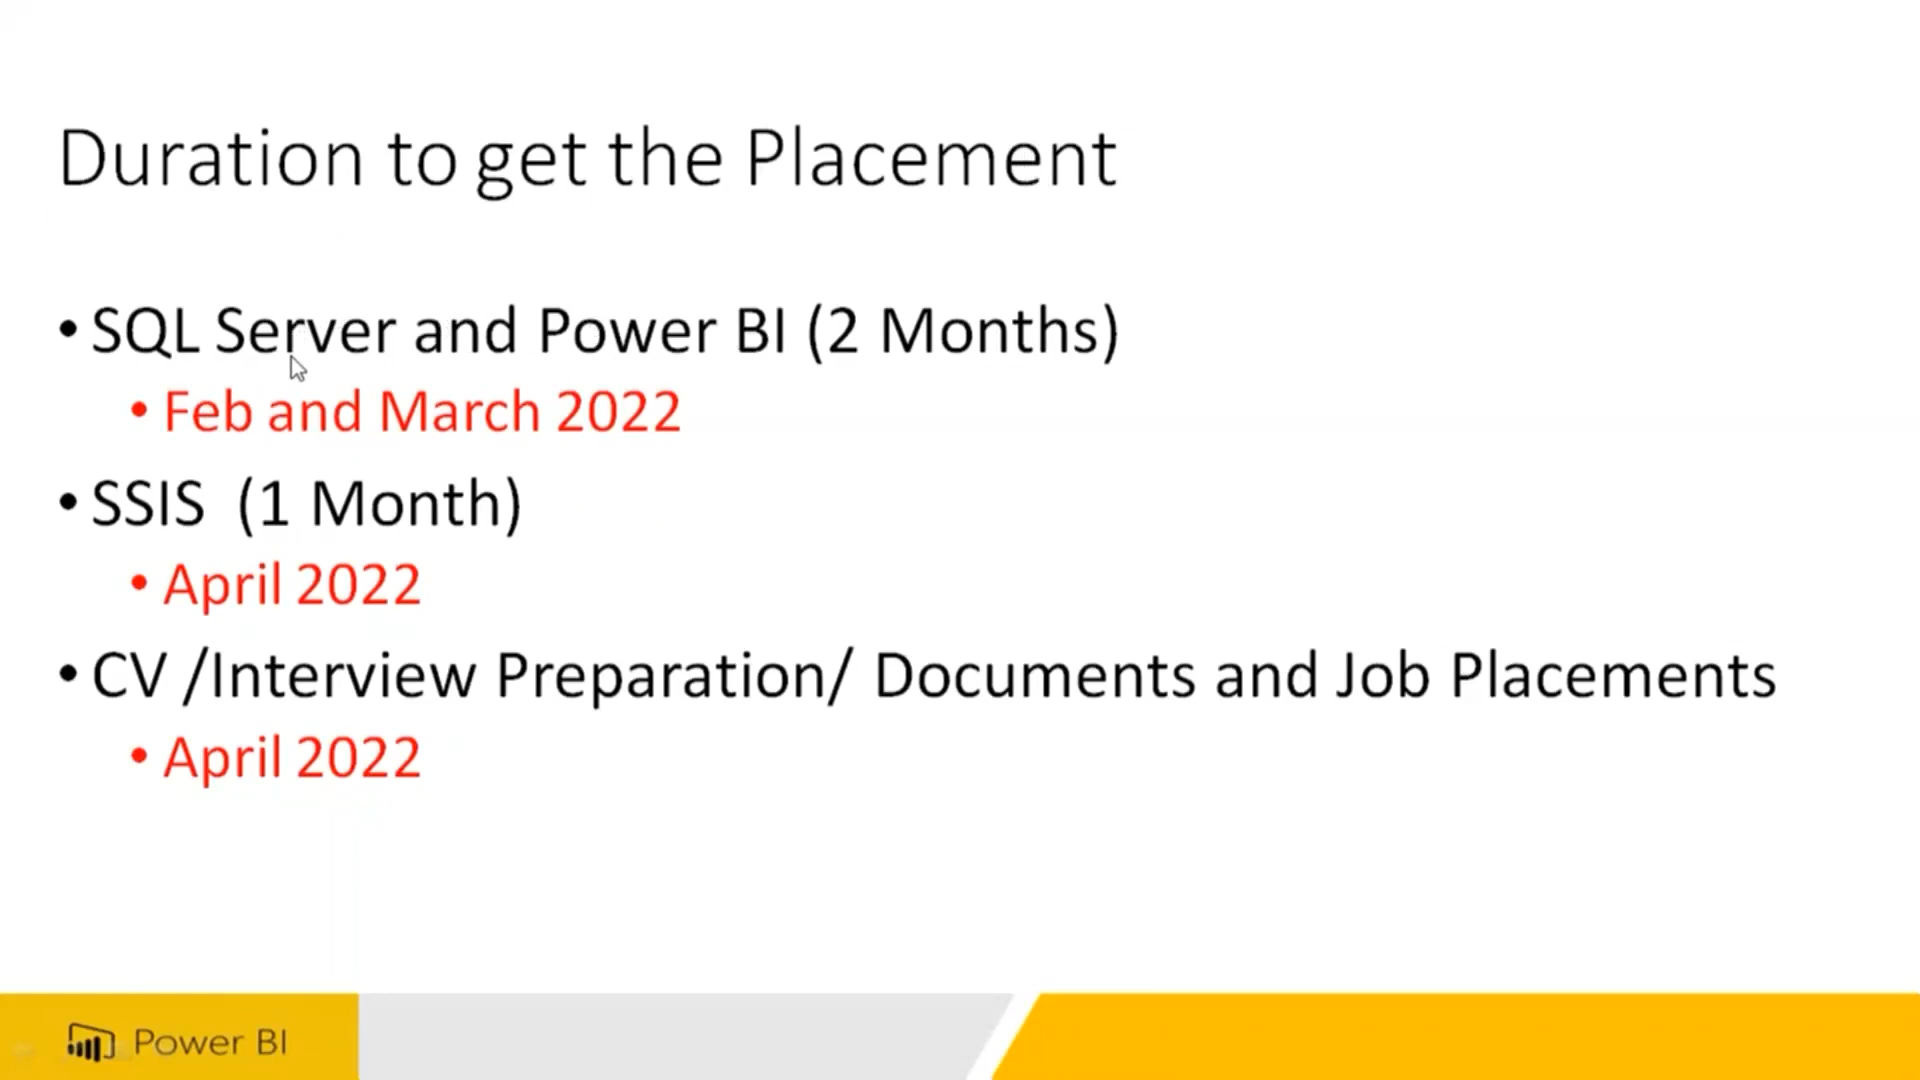 Duration to get the Placement
• SQL Server and Power BI (2 Months)
• Feb and March 2022
• SSIS  (1 Month)
• April 2022
• CV /Interview Preparation/ Documents and Job Placements
• April 2022
Power BI